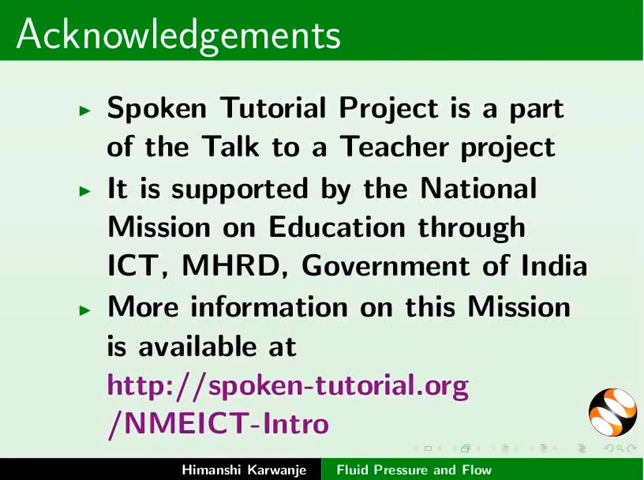 Acknowledgements
Spoken Tutorial Project is a part
of the Talk to a Teacher project
It is supported by the National
Mission on Education through
ICT, MHRD, Government of India
More information on this Mission
is available at
http://spoken-tutorial.org
/NMEICT-Intro
Himanshi Karwanje
Fluid Pressure and Flow